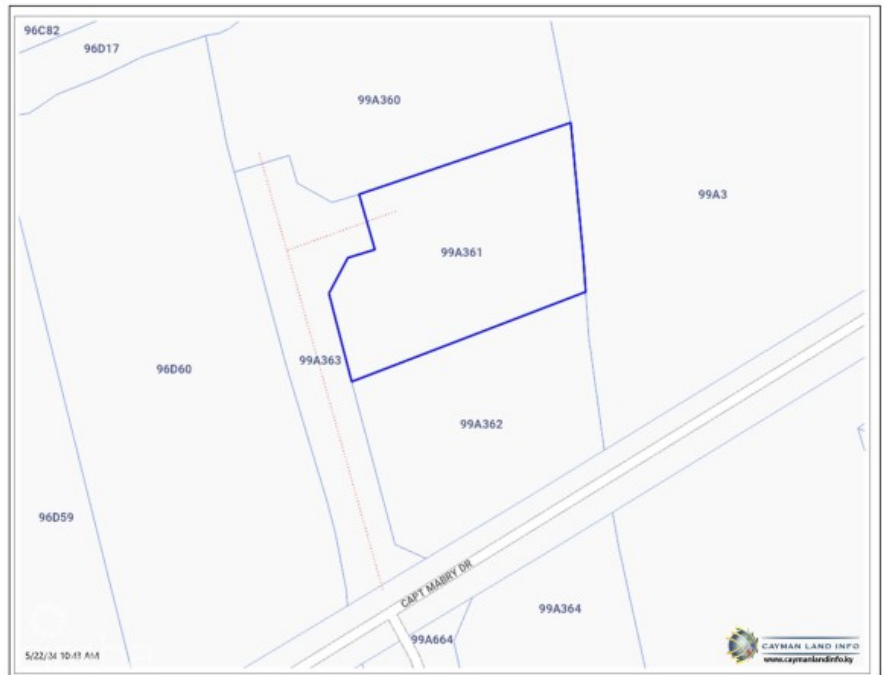 96C82
96D17
99A360
99A3
99A361
99A363
96D60
99A362
96D59
CAPT MABRY DR
99A364
99A664
5/22/24 10:43 AM
CAYMAN LAND INFO
www.caymanlandinfo.ky